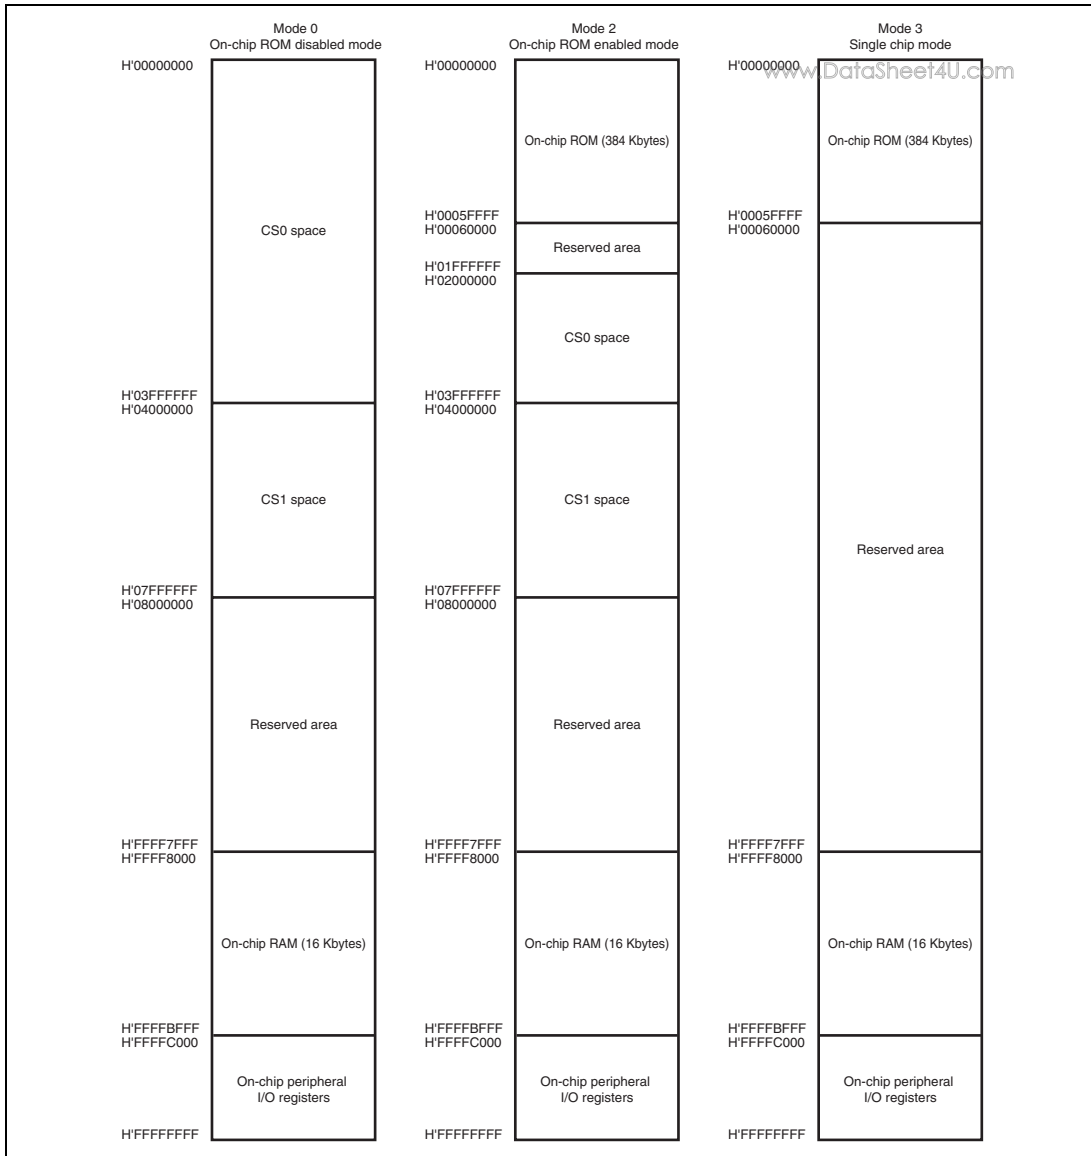 Mode 0
On-chip ROM disabled mode
H'00000000
CS0 space
H'03FFFFFF
H'04000000
CS1 space
H'07FFFFFF
H'08000000
Reserved area
H'FFFF7FFF
H'FFFF8000
On-chip RAM (16 Kbytes)
H'FFFFBFFF
H'FFFFC000
On-chip peripheral
I/O registers
H'FFFFFFFF
Mode 2
On-chip ROM enabled mode
H'00000000
On-chip ROM (384 Kbytes)
H'0005FFFF
H'00060000
Reserved area
H'01FFFFFF
H'02000000
CS0 space
H'03FFFFFF
H'04000000
CS1 space
H'07FFFFFF
H'08000000
Reserved area
H'FFFF7FFF
H'FFFF8000
On-chip RAM (16 Kbytes)
H'FFFFBFFF
H'FFFFC000
On-chip peripheral
I/O registers
H'FFFFFFFF
Mode 3
Single chip mode
H'00000000
www.DataSheet4U.com
On-chip ROM (384 Kbytes)
H'0005FFFF
H'00060000
Reserved area
H'FFFF7FFF
H'FFFF8000
On-chip RAM (16 Kbytes)
H'FFFFBFFF
H'FFFFC000
On-chip peripheral
I/O registers
H'FFFFFFFF